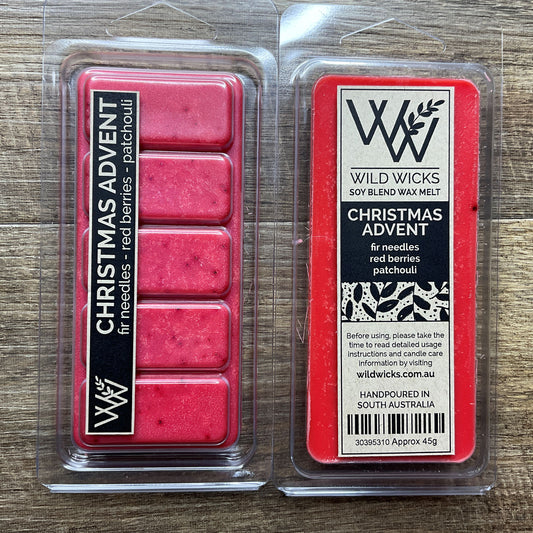 CHRISTMAS ADVENT
fir needles - red berries - patchouli
WW
WW
WILD WICKS
SOY BLEND WAX MELT
CHRISTMAS
ADVENT
fir needles
red berries
patchouli
Before using, please take the
time to read detailed usage
instructions and candle care
information by visiting
wildwicks.com.au
HANDPOURED IN
SOUTH AUSTRALIA
30395310 Approx 45g